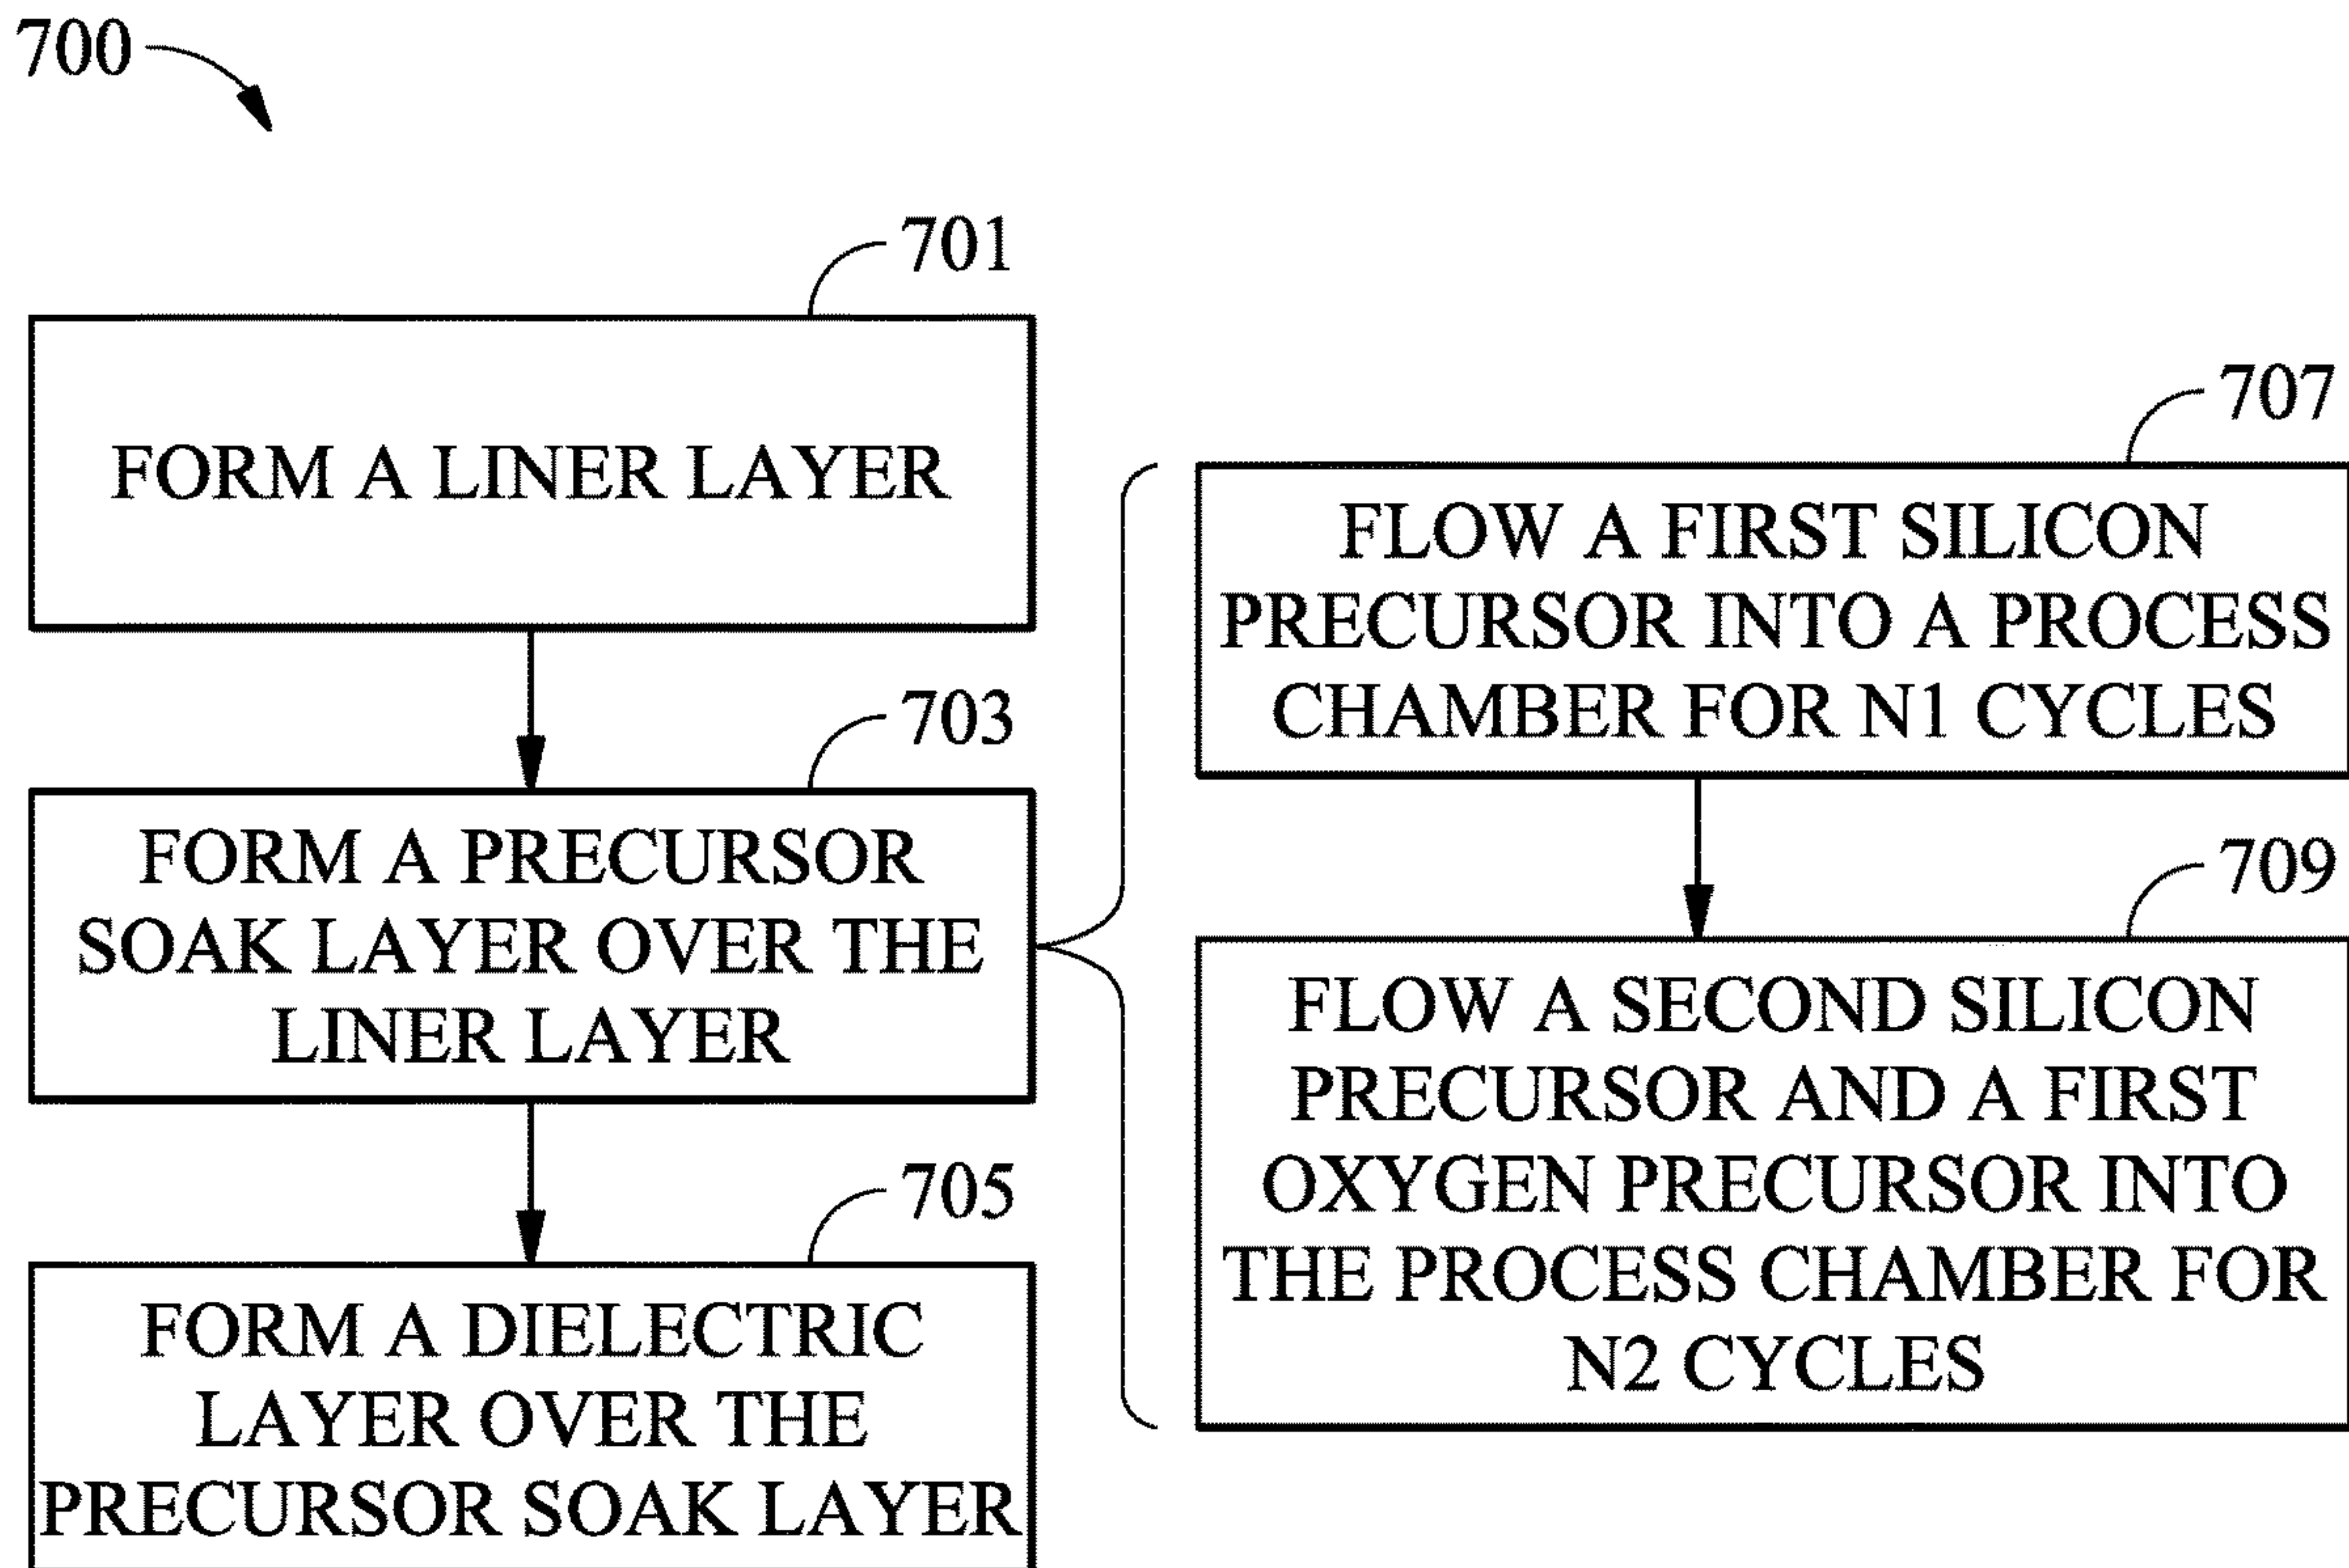 700
701
FORM A LINER LAYER
703
FORM A PRECURSOR
SOAK LAYER OVER THE
LINER LAYER
705
FORM A DIELECTRIC
LAYER OVER THE
PRECURSOR SOAK LAYER
707
FLOW A FIRST SILICON
PRECURSOR INTO A PROCESS
CHAMBER FOR N1 CYCLES
709
FLOW A SECOND SILICON
PRECURSOR AND A FIRST
OXYGEN PRECURSOR INTO
THE PROCESS CHAMBER FOR
N2 CYCLES